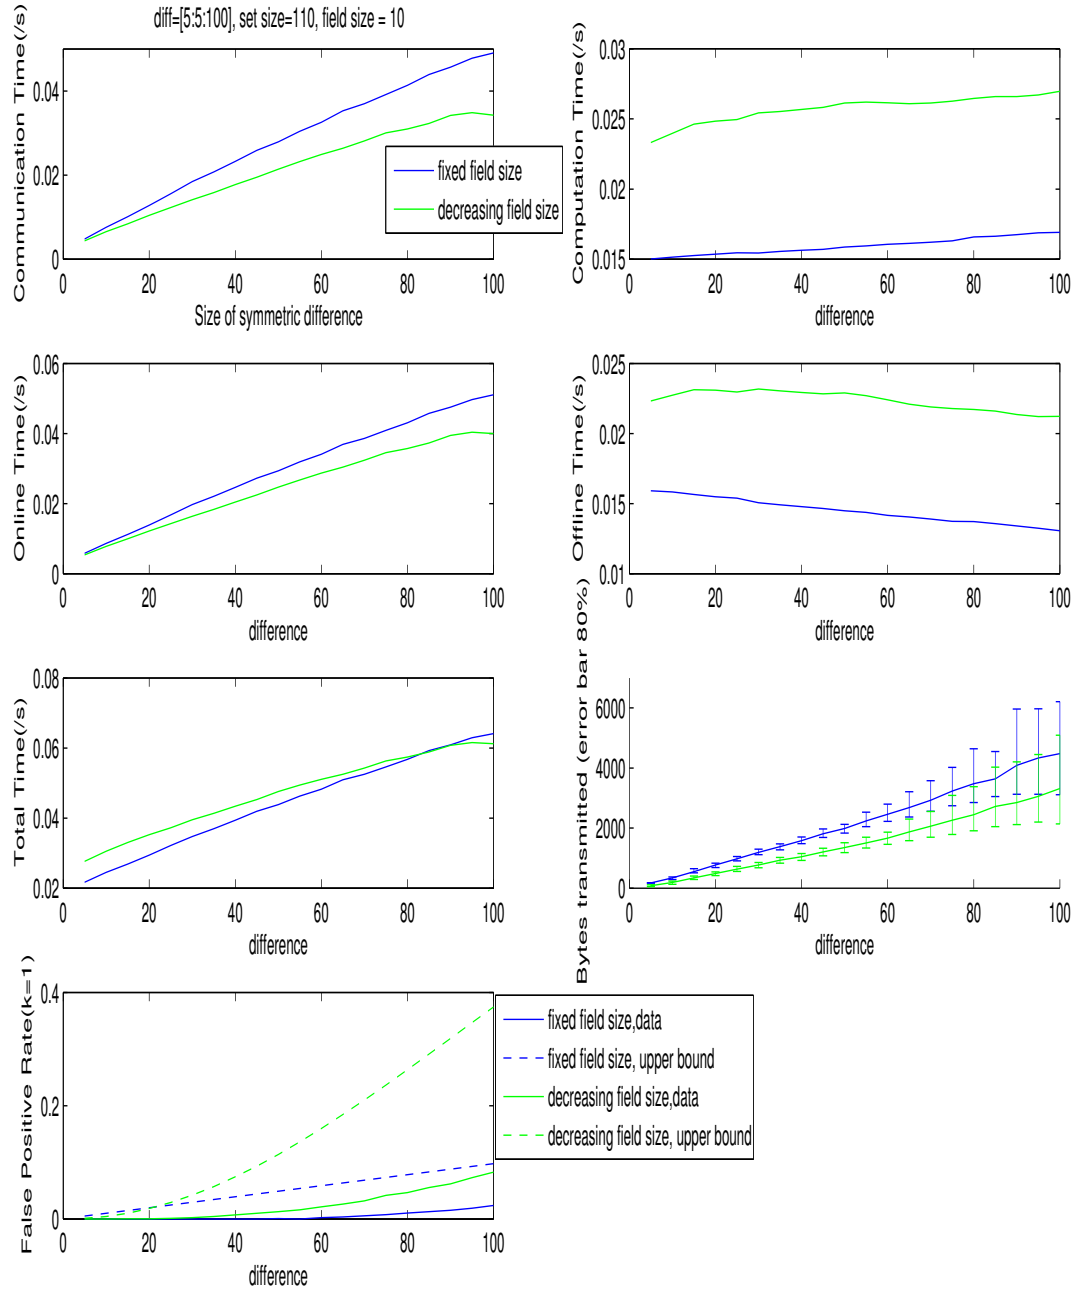 diff=[5:5:100], set size=110, field size = 10
Communication Time(/s)
0.04
0.02
0
0 20 40 60 80 100
Size of symmetric difference
fixed field size
decreasing field size
Computation Time(/s)
0.03
0.025
0.02
0.015
0 20 40 60 80 100
difference
Online Time(/s)
0.06
0.04
0.02
0
0 20 40 60 80 100
difference
Offline Time(/s)
0.025
0.02
0.015
0.01
0 20 40 60 80 100
difference
Total Time(/s)
0.08
0.06
0.04
0.02
0 20 40 60 80 100
difference
Bytes transmitted (error bar 80%)
6000
4000
2000
0
0 20 40 60 80 100
difference
False Positive Rate(k=1)
0.4
0.2
0
0 20 40 60 80 100
difference
fixed field size,data
fixed field size, upper bound
decreasing field size,data
decreasing field size, upper bound